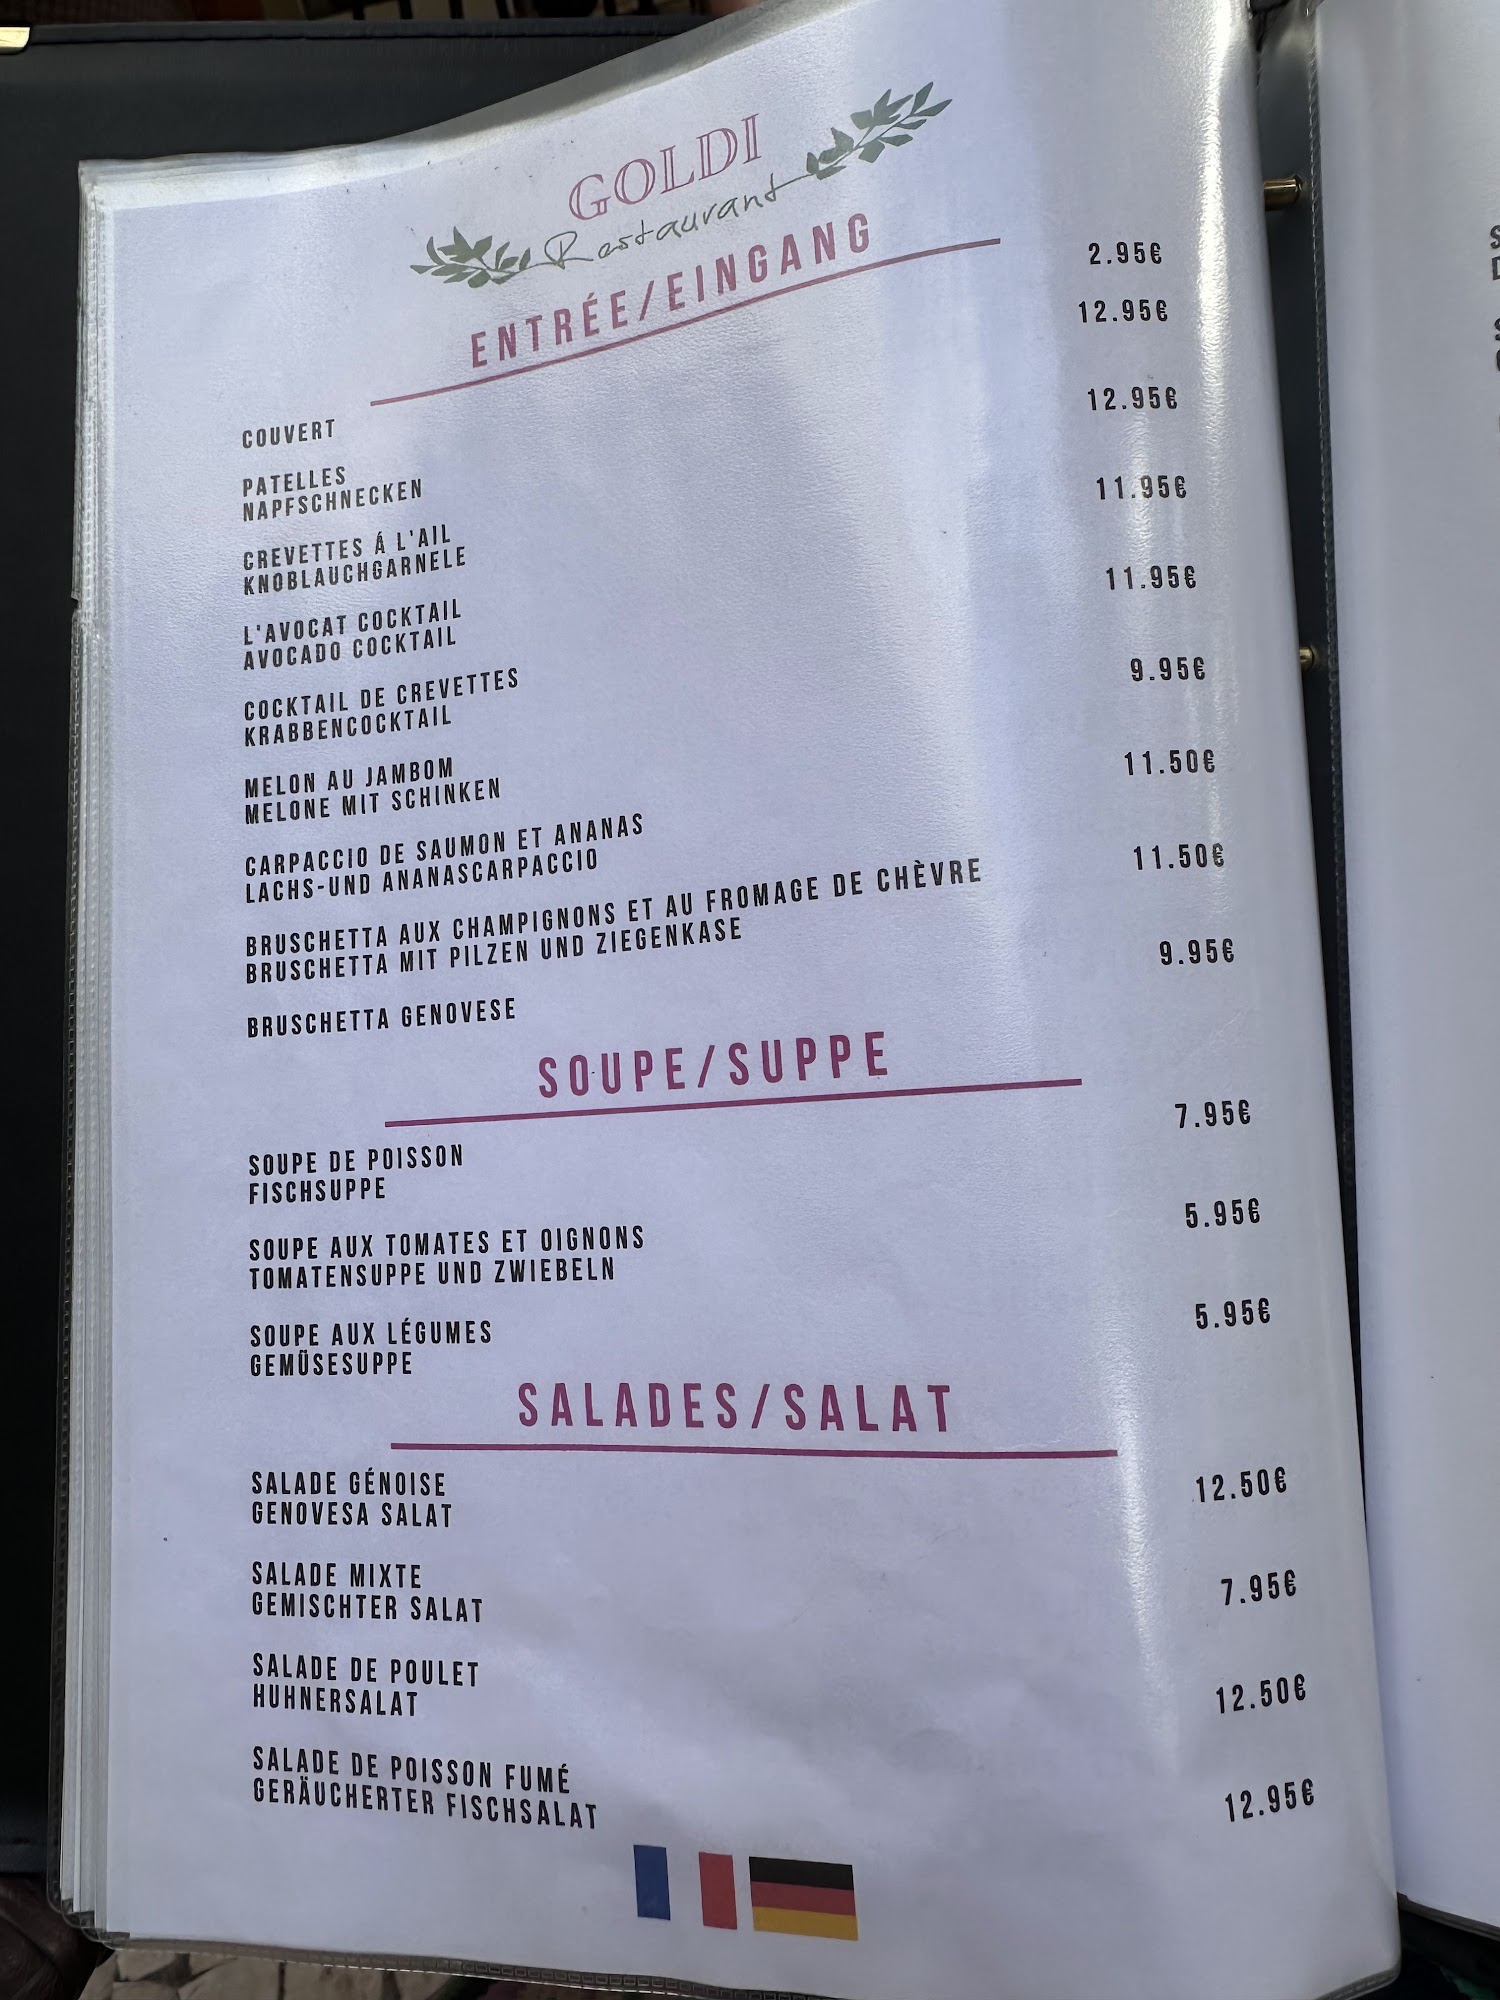 GOLDI
Restaurant
ENTRÉE/EINGANG
COUVERT 2.95€
PATELLES 12.95€
NAPFSCHNECKEN
CREVETTES Á L'AIL 12.95€
KNOBLAUCHGARNELE
L'AVOCAT COCKTAIL 11.95€
AVOCADO COCKTAIL
COCKTAIL DE CREVETTES 11.95€
KRABBENCOCKTAIL
MELON AU JAMBOM 9.95€
MELONE MIT SCHINKEN
CARPACCIO DE SAUMON ET ANANAS 11.50€
LACHS-UND ANANASCARPACCIO
BRUSCHETTA AUX CHAMPIGNONS ET AU FROMAGE DE CHÈVRE 11.50€
BRUSCHETTA MIT PILZEN UND ZIEGENKASE
BRUSCHETTA GENOVESE 9.95€
SOUPE/SUPPE
SOUPE DE POISSON 7.95€
FISCHSUPPE
SOUPE AUX TOMATES ET OIGNONS 5.95€
TOMATENSUPPE UND ZWIEBELN
SOUPE AUX LÉGUMES 5.95€
GEMÜSESUPPE
SALADES/SALAT
SALADE GÉNOISE 12.50€
GENOVESA SALAT
SALADE MIXTE 7.95€
GEMISCHTER SALAT
SALADE DE POULET 12.50€
HUHNERSALAT
SALADE DE POISSON FUMÉ 12.95€
GERÄUCHERTER FISCHSALAT